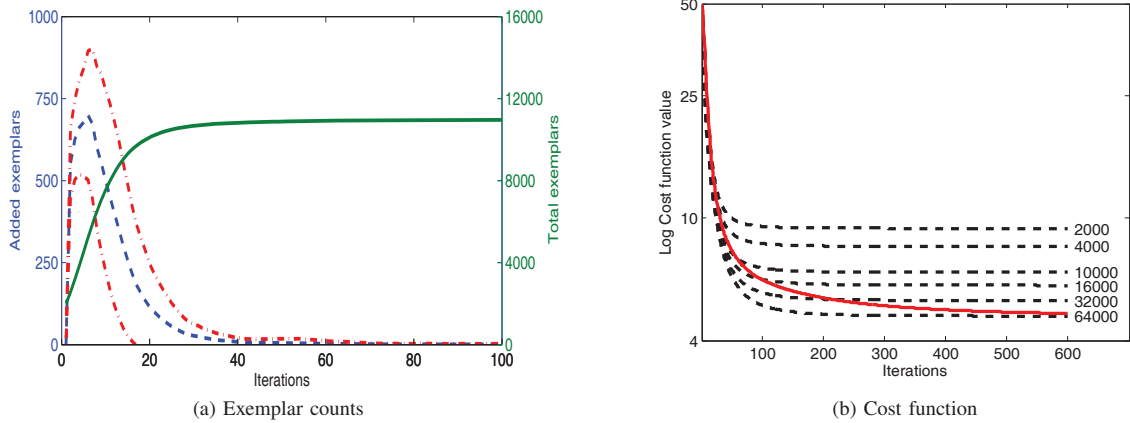 1000
750
500
250
0
Added exemplars
16000
12000
8000
4000
0
Total exemplars
0 20 40 60 80 100
Iterations
(a) Exemplar counts
50
25
10
4
Log Cost function value
2000
4000
10000
16000
32000
64000
100 200 300 400 500 600
Iterations
(b) Cost function